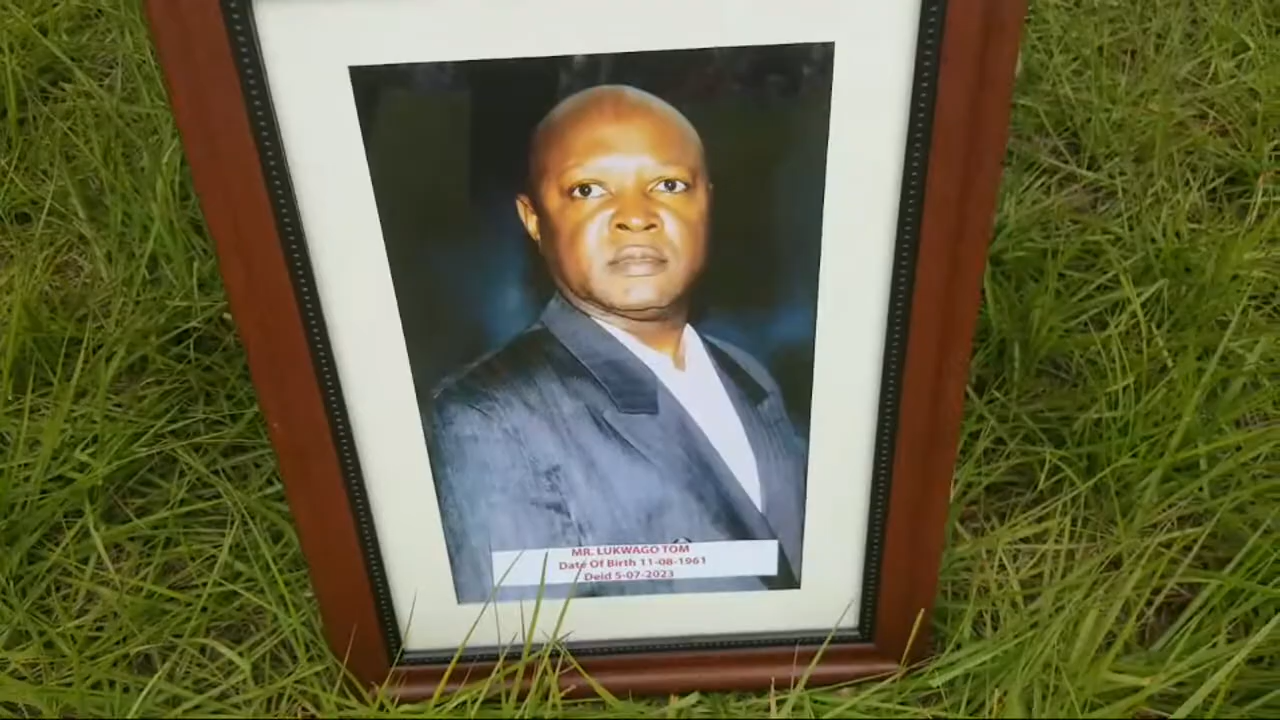 MR. LUKWAGO TOM
Date Of Birth 11-08-1961
Deid 5-07-2023